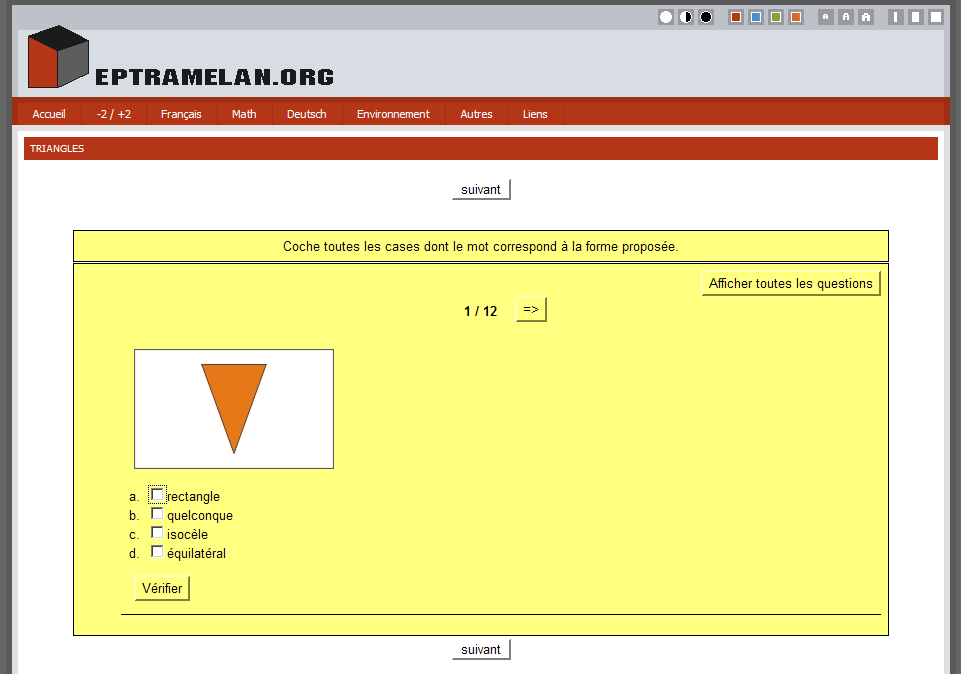 A A A
EPTRAMELAN.ORG
Accueil -2 / +2 Français Math Deutsch Environnement Autres Liens
TRIANGLES
suivant
Coche toutes les cases dont le mot correspond à la forme proposée.
Afficher toutes les questions
1 / 12 =>
a. rectangle
b. quelconque
c. isocèle
d. équilatéral
Vérifier
suivant